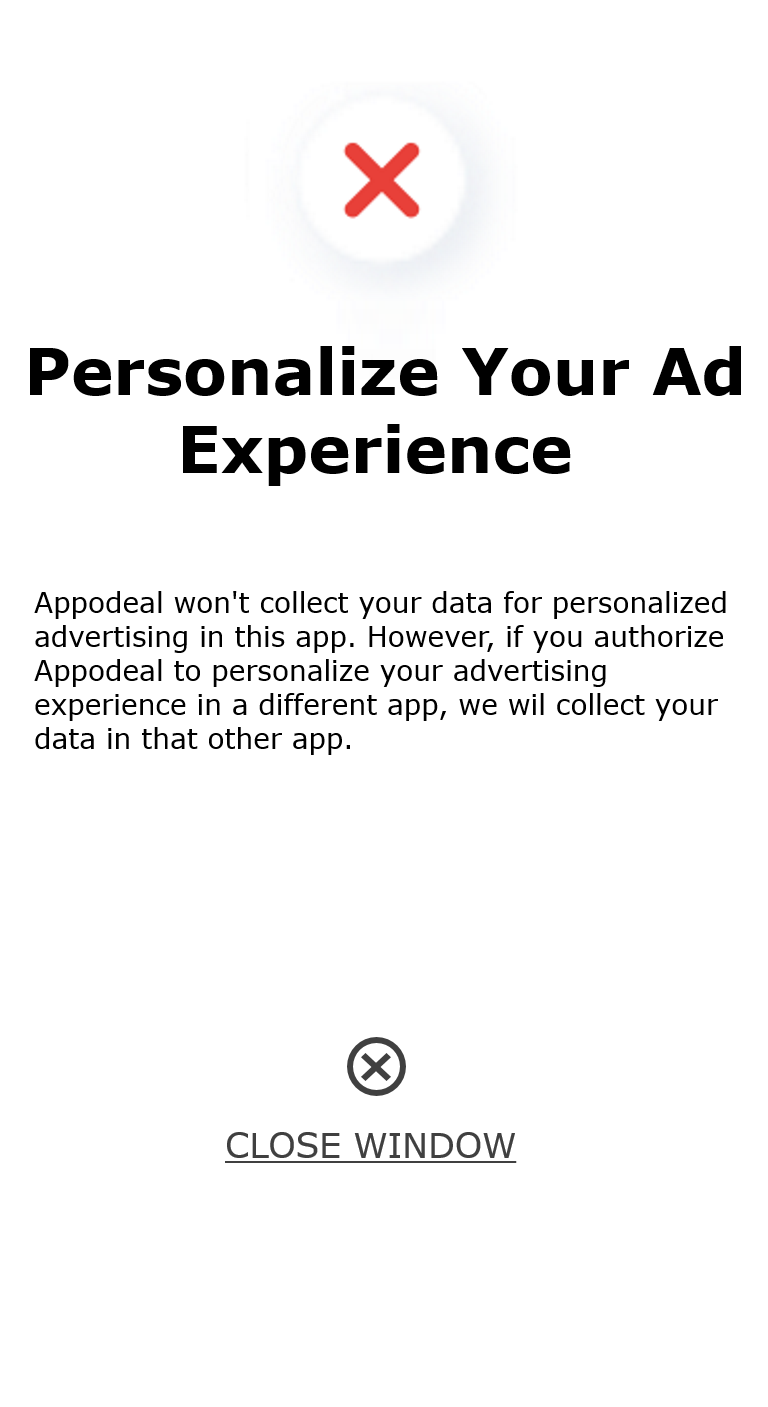 Personalize Your Ad
Experience
Appodeal won't collect your data for personalized
advertising in this app. However, if you authorize
Appodeal to personalize your advertising
experience in a different app, we wil collect your
data in that other app.
CLOSE WINDOW